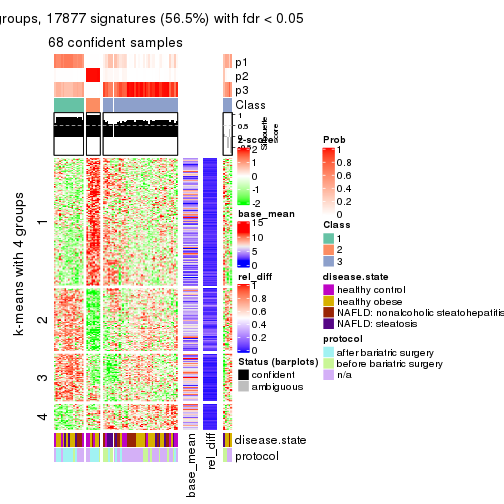 groups, 17877 signatures (56.5%) with fdr < 0.05
68 confident samples
p1
p2
p3
Class
1
0.5
0
Silhouette
score
z-score
2
1
0
-1
-2
base_mean
15
10
5
0
rel_diff
1
0.8
0.6
0.4
0.2
0
Status (barplots)
confident
ambiguous
Prob
1
0.8
0.6
0.4
0.2
0
Class
1
2
3
disease.state
healthy control
healthy obese
NAFLD: nonalcoholic steatohepatitis
NAFLD: steatosis
protocol
after bariatric surgery
before bariatric surgery
n/a
k-means with 4 groups
1
2
3
4
disease.state
protocol
base_mean
rel_diff